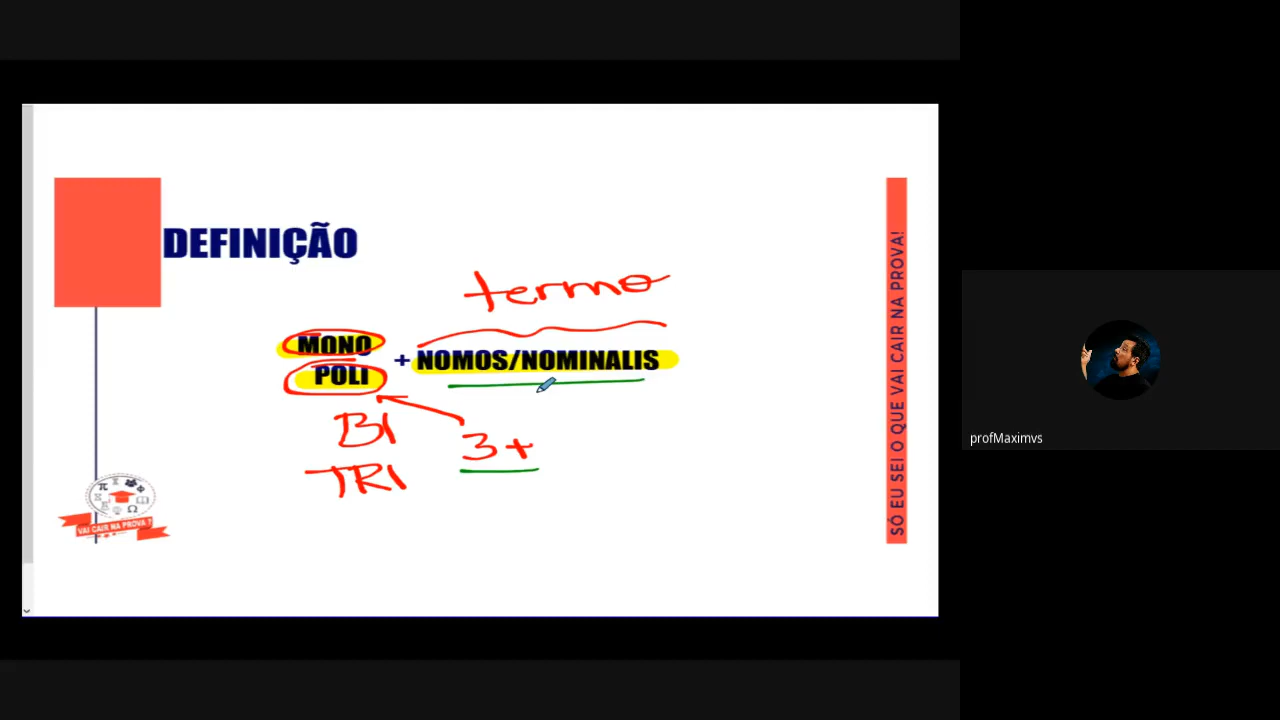 DEFINIÇÃO
termo
MONO
+ NOMOS/NOMINALIS
POLI
BI
3+
TRI
VAI CAIR NA PROVA ?
SÓ EU SEI O QUE VAI CAIR NA PROVA!
profMaximvs